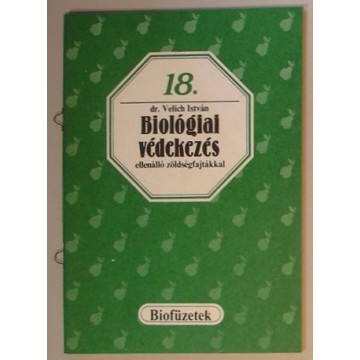 18.
dr. Velich István
Biológiai
védekezés
ellenálló zöldségfajtákkal
Biofüzetek